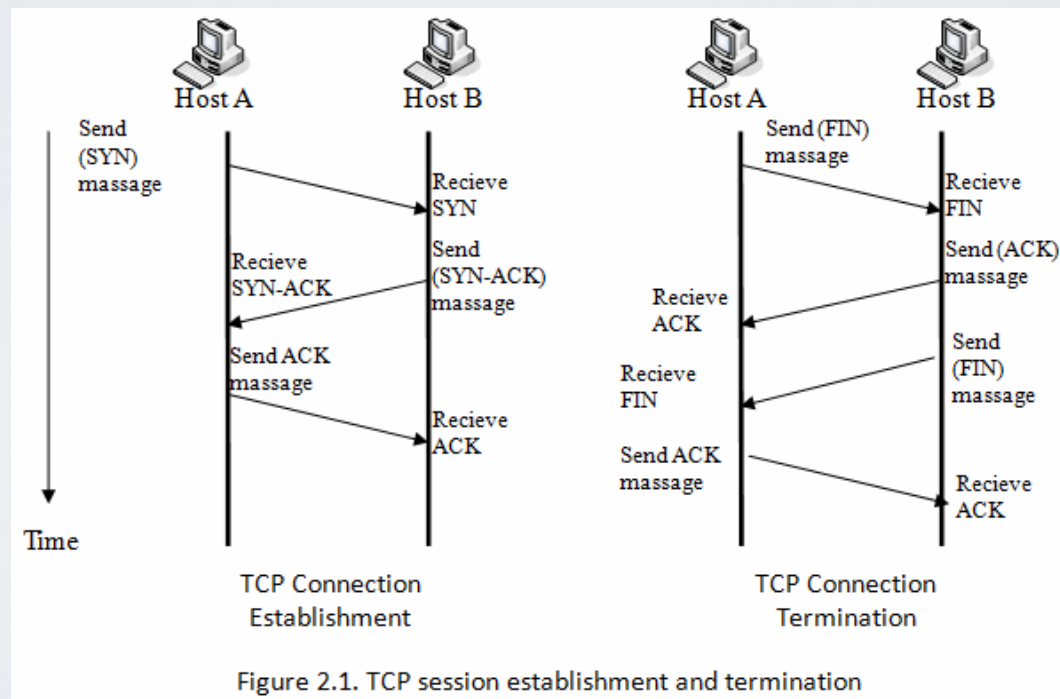 Host A
Host B
Send
(SYN)
massage
Recieve
SYN
Recieve
SYN-ACK
Send
(SYN-ACK)
massage
Send ACK
massage
Recieve
ACK
Time
TCP Connection
Establishment
Host A
Host B
Send (FIN)
massage
Recieve
FIN
Send (ACK)
massage
Recieve
ACK
Send
(FIN)
massage
Recieve
FIN
Send ACK
massage
Recieve
ACK
TCP Connection
Termination
Figure 2.1. TCP session establishment and termination